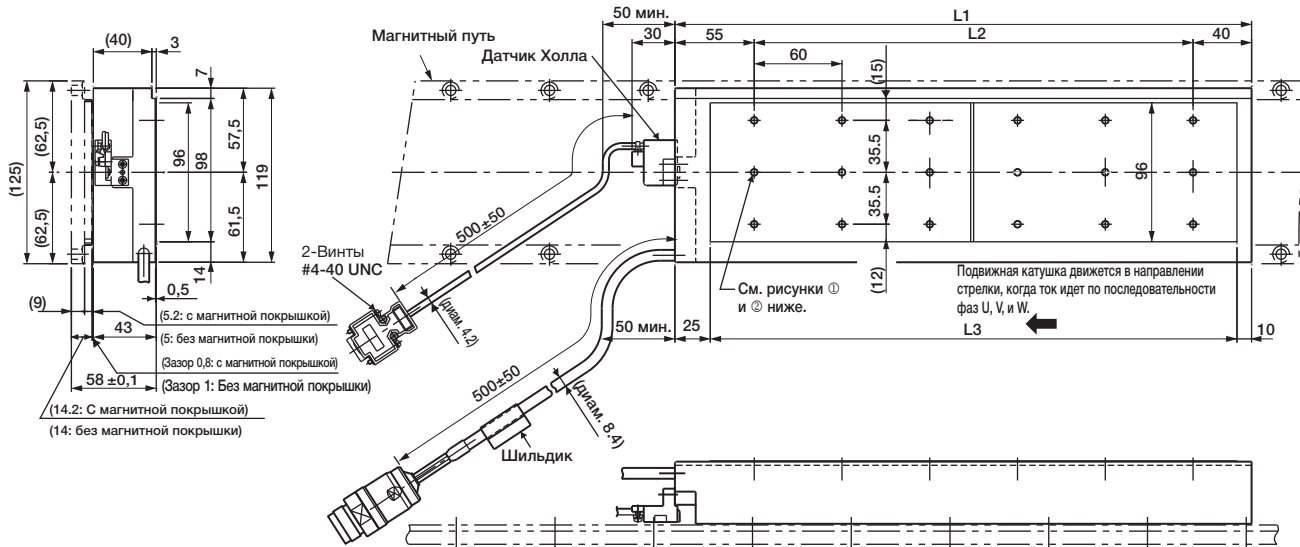 50 мин.
L1
(40)
3
30
55
L2
40
Магнитный путь
Датчик Холла
7
60
(15)
(125)
(62,5)
(62,5)
96
98
57,5
61,5
119
35.5
35.5
96
500±50
2-Винты
#4-40 UNC
14
(12)
0,5
(9)
(5.2: с магнитной покрышкой)
(5: без магнитной покрышки)
43
(Зазор 0,8: с магнитной покрышкой)
58 ±0,1
(Зазор 1: Без магнитной покрышки)
(14.2: С магнитной покрышкой)
(14: без магнитной покрышки)
(диам. 4.2)
См. рисунки ①
и ② ниже.
Подвижная катушка движется в направлении
стрелки, когда ток идет по последовательности
фаз U, V, и W.
50 мин.
25
L3
10
500±50
(диам. 8.4)
Шильдик